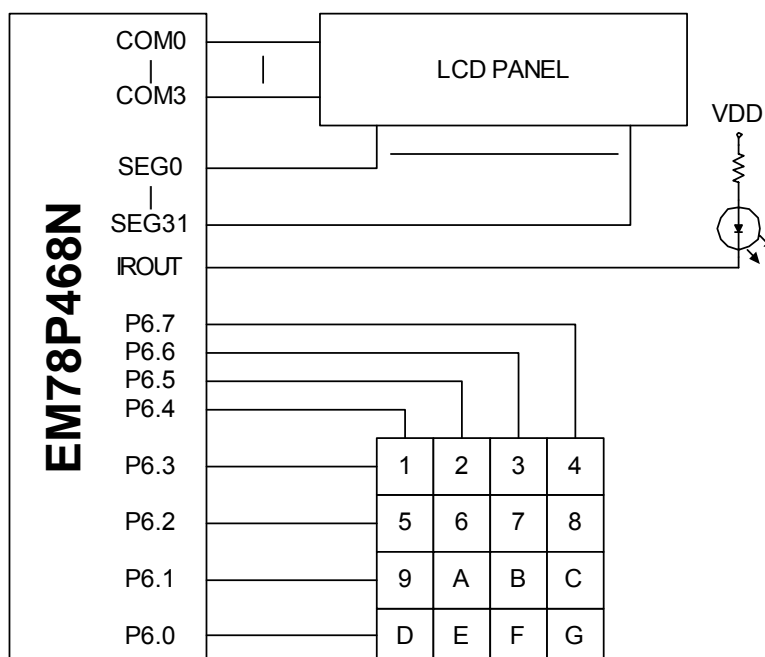 COM0
COM3
LCD PANEL
VDD
SEG0
SEG31
IROUT
EM78P468N
P6.7
P6.6
P6.5
P6.4
P6.3
1 2 3 4
P6.2
5 6 7 8
P6.1
9 A B C
P6.0
D E F G